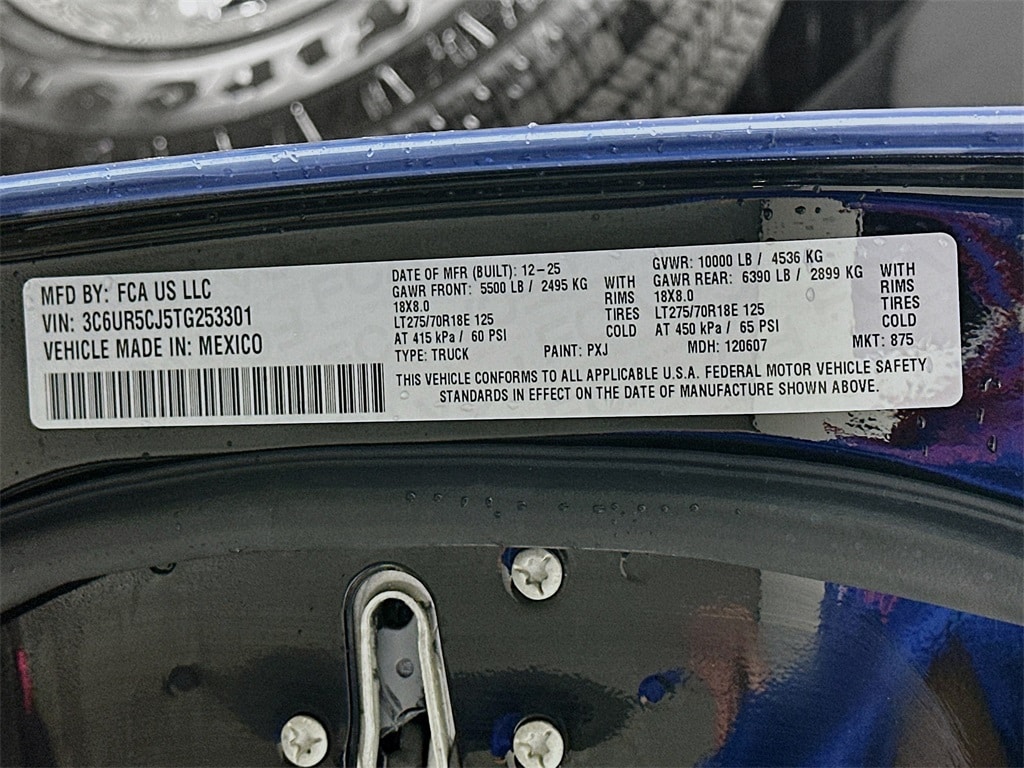 MFD BY: FCA US LLC
VIN: 3C6UR5CJ5TG253301
VEHICLE MADE IN: MEXICO
DATE OF MFR (BUILT): 12-25
GAWR FRONT: 5500 LB / 2495 KG
18X8.0
LT275/70R18E 125
AT 415 kPa / 60 PSI
WITH
RIMS
TIRES
COLD
GVWR: 10000 LB / 4536 KG
GAWR REAR: 6390 LB / 2899 KG
18X8.0
LT275/70R18E 125
AT 450 kPa / 65 PSI
WITH
RIMS
TIRES
COLD
TYPE: TRUCK PAINT: PXJ MDH: 120607 MKT: 875
THIS VEHICLE CONFORMS TO ALL APPLICABLE U.S.A. FEDERAL MOTOR VEHICLE SAFETY
STANDARDS IN EFFECT ON THE DATE OF MANUFACTURE SHOWN ABOVE.